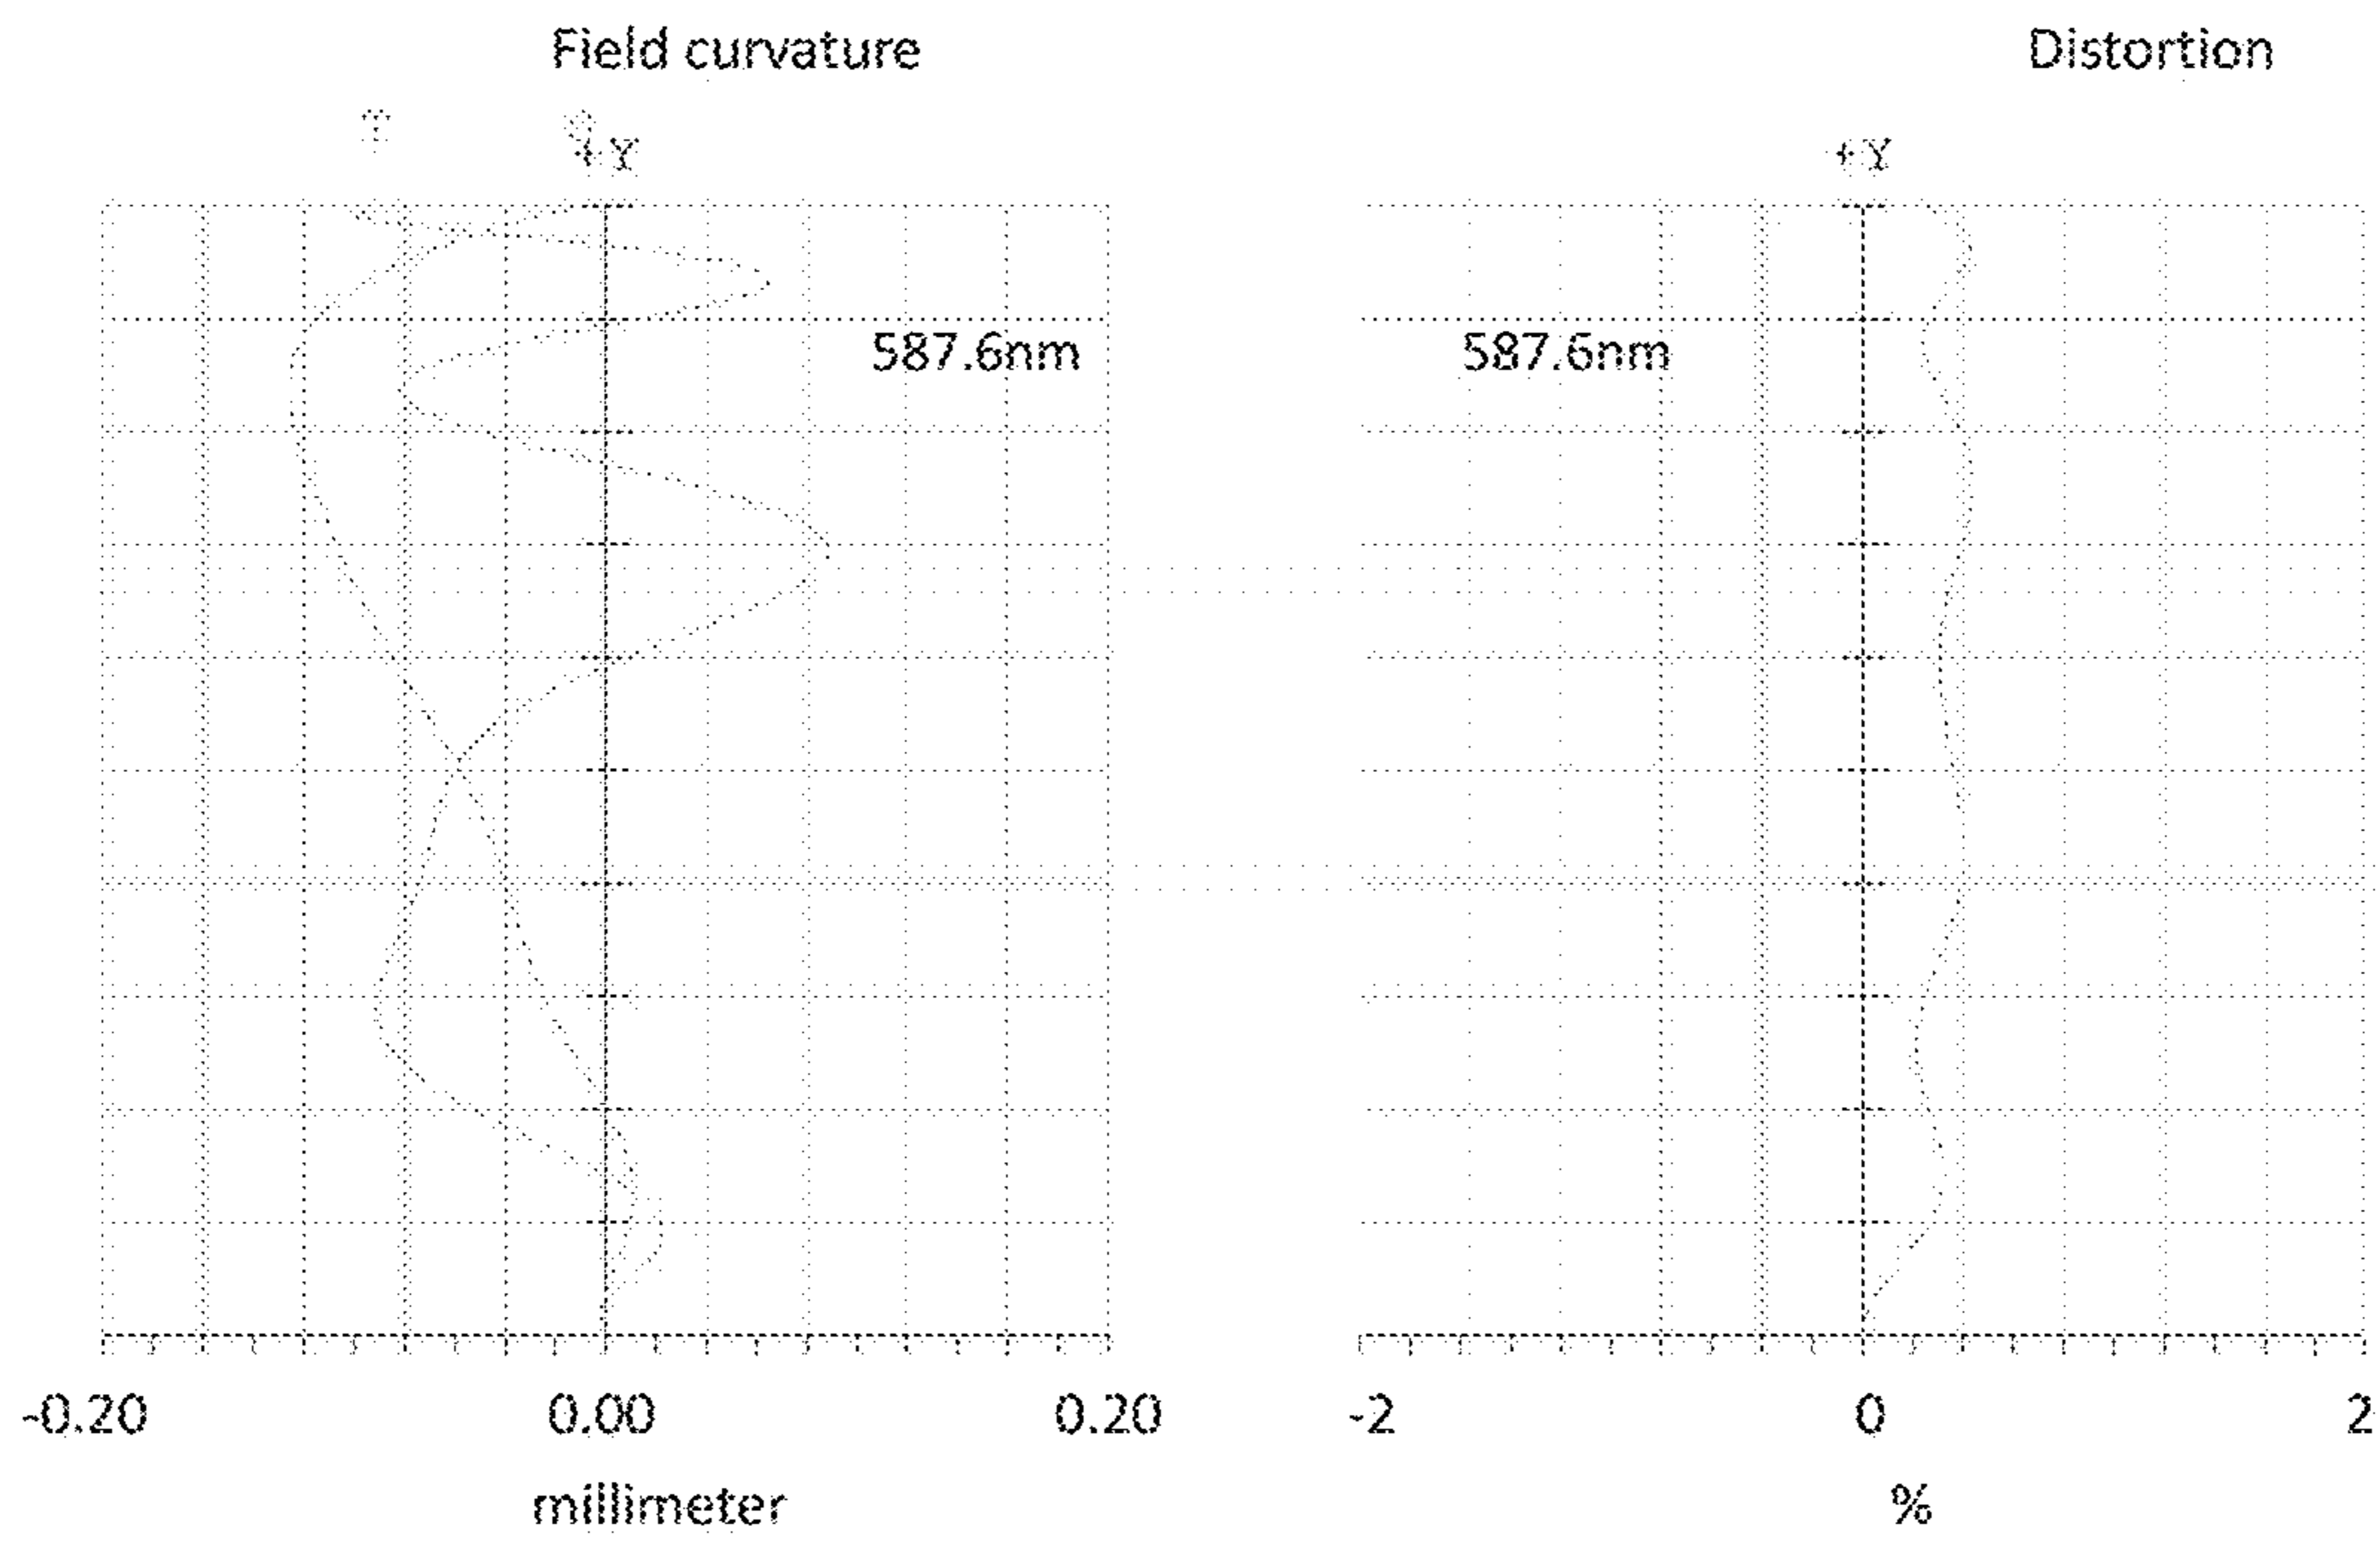 Field curvature
Distortion
T
S
+Y
+Y
587.6nm
587.6nm
-0.20
0.00
0.20
-2
0
2
millimeter
%